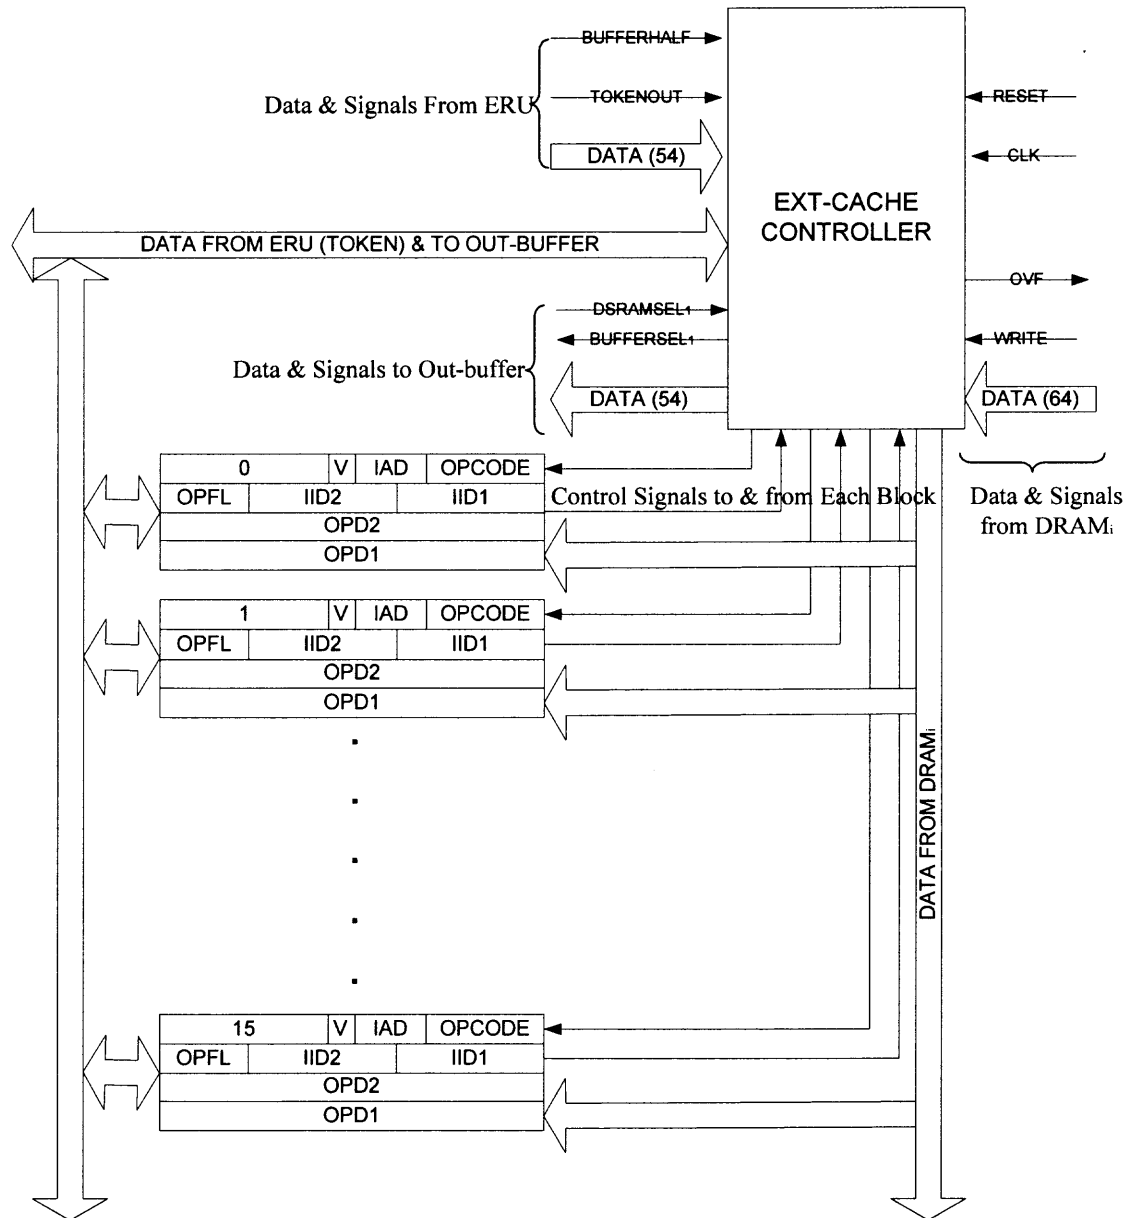 BUFFERHALF
Data & Signals From ERU
TOKENOUT
DATA (54)
RESET
CLK
EXT-CACHE
CONTROLLER
DATA FROM ERU (TOKEN) & TO OUT-BUFFER
OVF
DSRAMSEL1
BUFFERSEL1
WRITE
Data & Signals to Out-buffer
DATA (54)
DATA (64)
0 V IAD OPCODE
OPFL IID2 IID1
OPD2
OPD1
Control Signals to & from Each Block
Data & Signals
from DRAMi
1 V IAD OPCODE
OPFL IID2 IID1
OPD2
OPD1
DATA FROM DRAMi
15 V IAD OPCODE
OPFL IID2 IID1
OPD2
OPD1